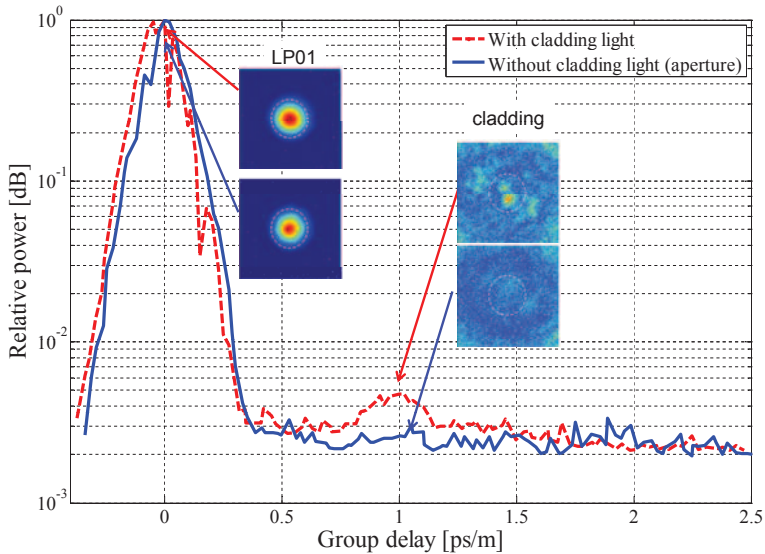 With cladding light
Without cladding light (aperture)
LP01
cladding
Relative power [dB]
10^0
10^-1
10^-2
10^-3
0 0.5 1 1.5 2 2.5
Group delay [ps/m]